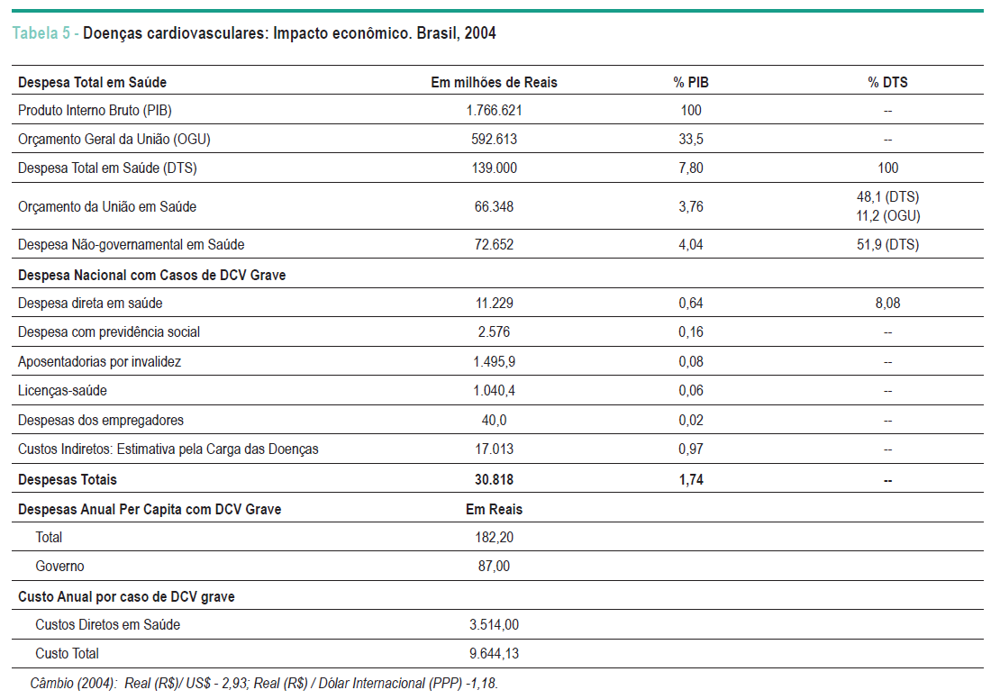 Tabela 5 - Doenças cardiovasculares: Impacto econômico. Brasil, 2004
Despesa Total em Saúde Em milhões de Reais % PIB % DTS
Produto Interno Bruto (PIB) 1.766.621 100 --
Orçamento Geral da União (OGU) 592.613 33,5 --
Despesa Total em Saúde (DTS) 139.000 7,80 100
Orçamento da União em Saúde 66.348 3,76 48,1 (DTS)
11,2 (OGU)
Despesa Não-governamental em Saúde 72.652 4,04 51,9 (DTS)
Despesa Nacional com Casos de DCV Grave
Despesa direta em saúde 11.229 0,64 8,08
Despesa com previdência social 2.576 0,16 --
Aposentadorias por invalidez 1.495,9 0,08 --
Licenças-saúde 1.040,4 0,06 --
Despesas dos empregadores 40,0 0,02 --
Custos Indiretos: Estimativa pela Carga das Doenças 17.013 0,97 --
Despesas Totais 30.818 1,74 --
Despesas Anual Per Capita com DCV Grave Em Reais
Total 182,20
Governo 87,00
Custo Anual por caso de DCV grave
Custos Diretos em Saúde 3.514,00
Custo Total 9.644,13
Câmbio (2004): Real (R$)/ US$ - 2,93; Real (R$) / Dólar Internacional (PPP) -1,18.